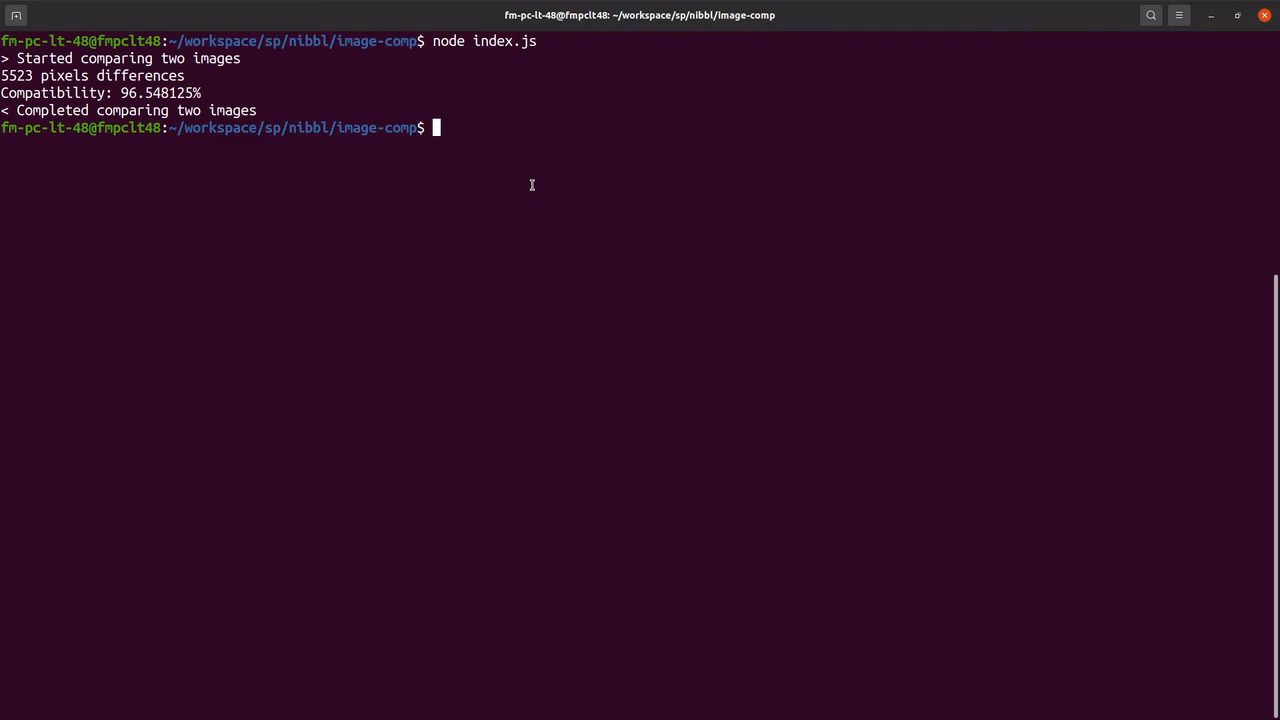 fm-pc-lt-48@fmpclt48: ~/workspace/sp/nibbl/image-comp
fm-pc-lt-48@fmpclt48:~/workspace/sp/nibbl/image-comp$ node index.js
> Started comparing two images
5523 pixels differences
Compatibility: 96.548125%
< Completed comparing two images
fm-pc-lt-48@fmpclt48:~/workspace/sp/nibbl/image-comp$